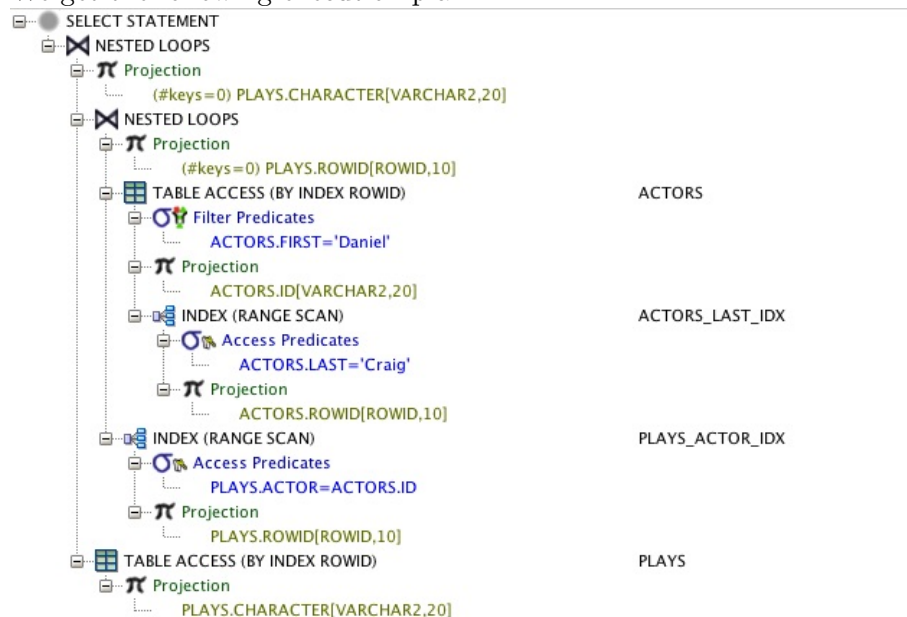 SELECT STATEMENT
NESTED LOOPS
π Projection
(#keys=0) PLAYS.CHARACTER[VARCHAR2,20]
NESTED LOOPS
π Projection
(#keys=0) PLAYS.ROWID[ROWID,10]
TABLE ACCESS (BY INDEX ROWID) ACTORS
Filter Predicates
ACTORS.FIRST='Daniel'
π Projection
ACTORS.ID[VARCHAR2,20]
INDEX (RANGE SCAN) ACTORS_LAST_IDX
Access Predicates
ACTORS.LAST='Craig'
π Projection
ACTORS.ROWID[ROWID,10]
INDEX (RANGE SCAN) PLAYS_ACTOR_IDX
Access Predicates
PLAYS.ACTOR=ACTORS.ID
π Projection
PLAYS.ROWID[ROWID,10]
TABLE ACCESS (BY INDEX ROWID) PLAYS
π Projection
PLAYS.CHARACTER[VARCHAR2,20]